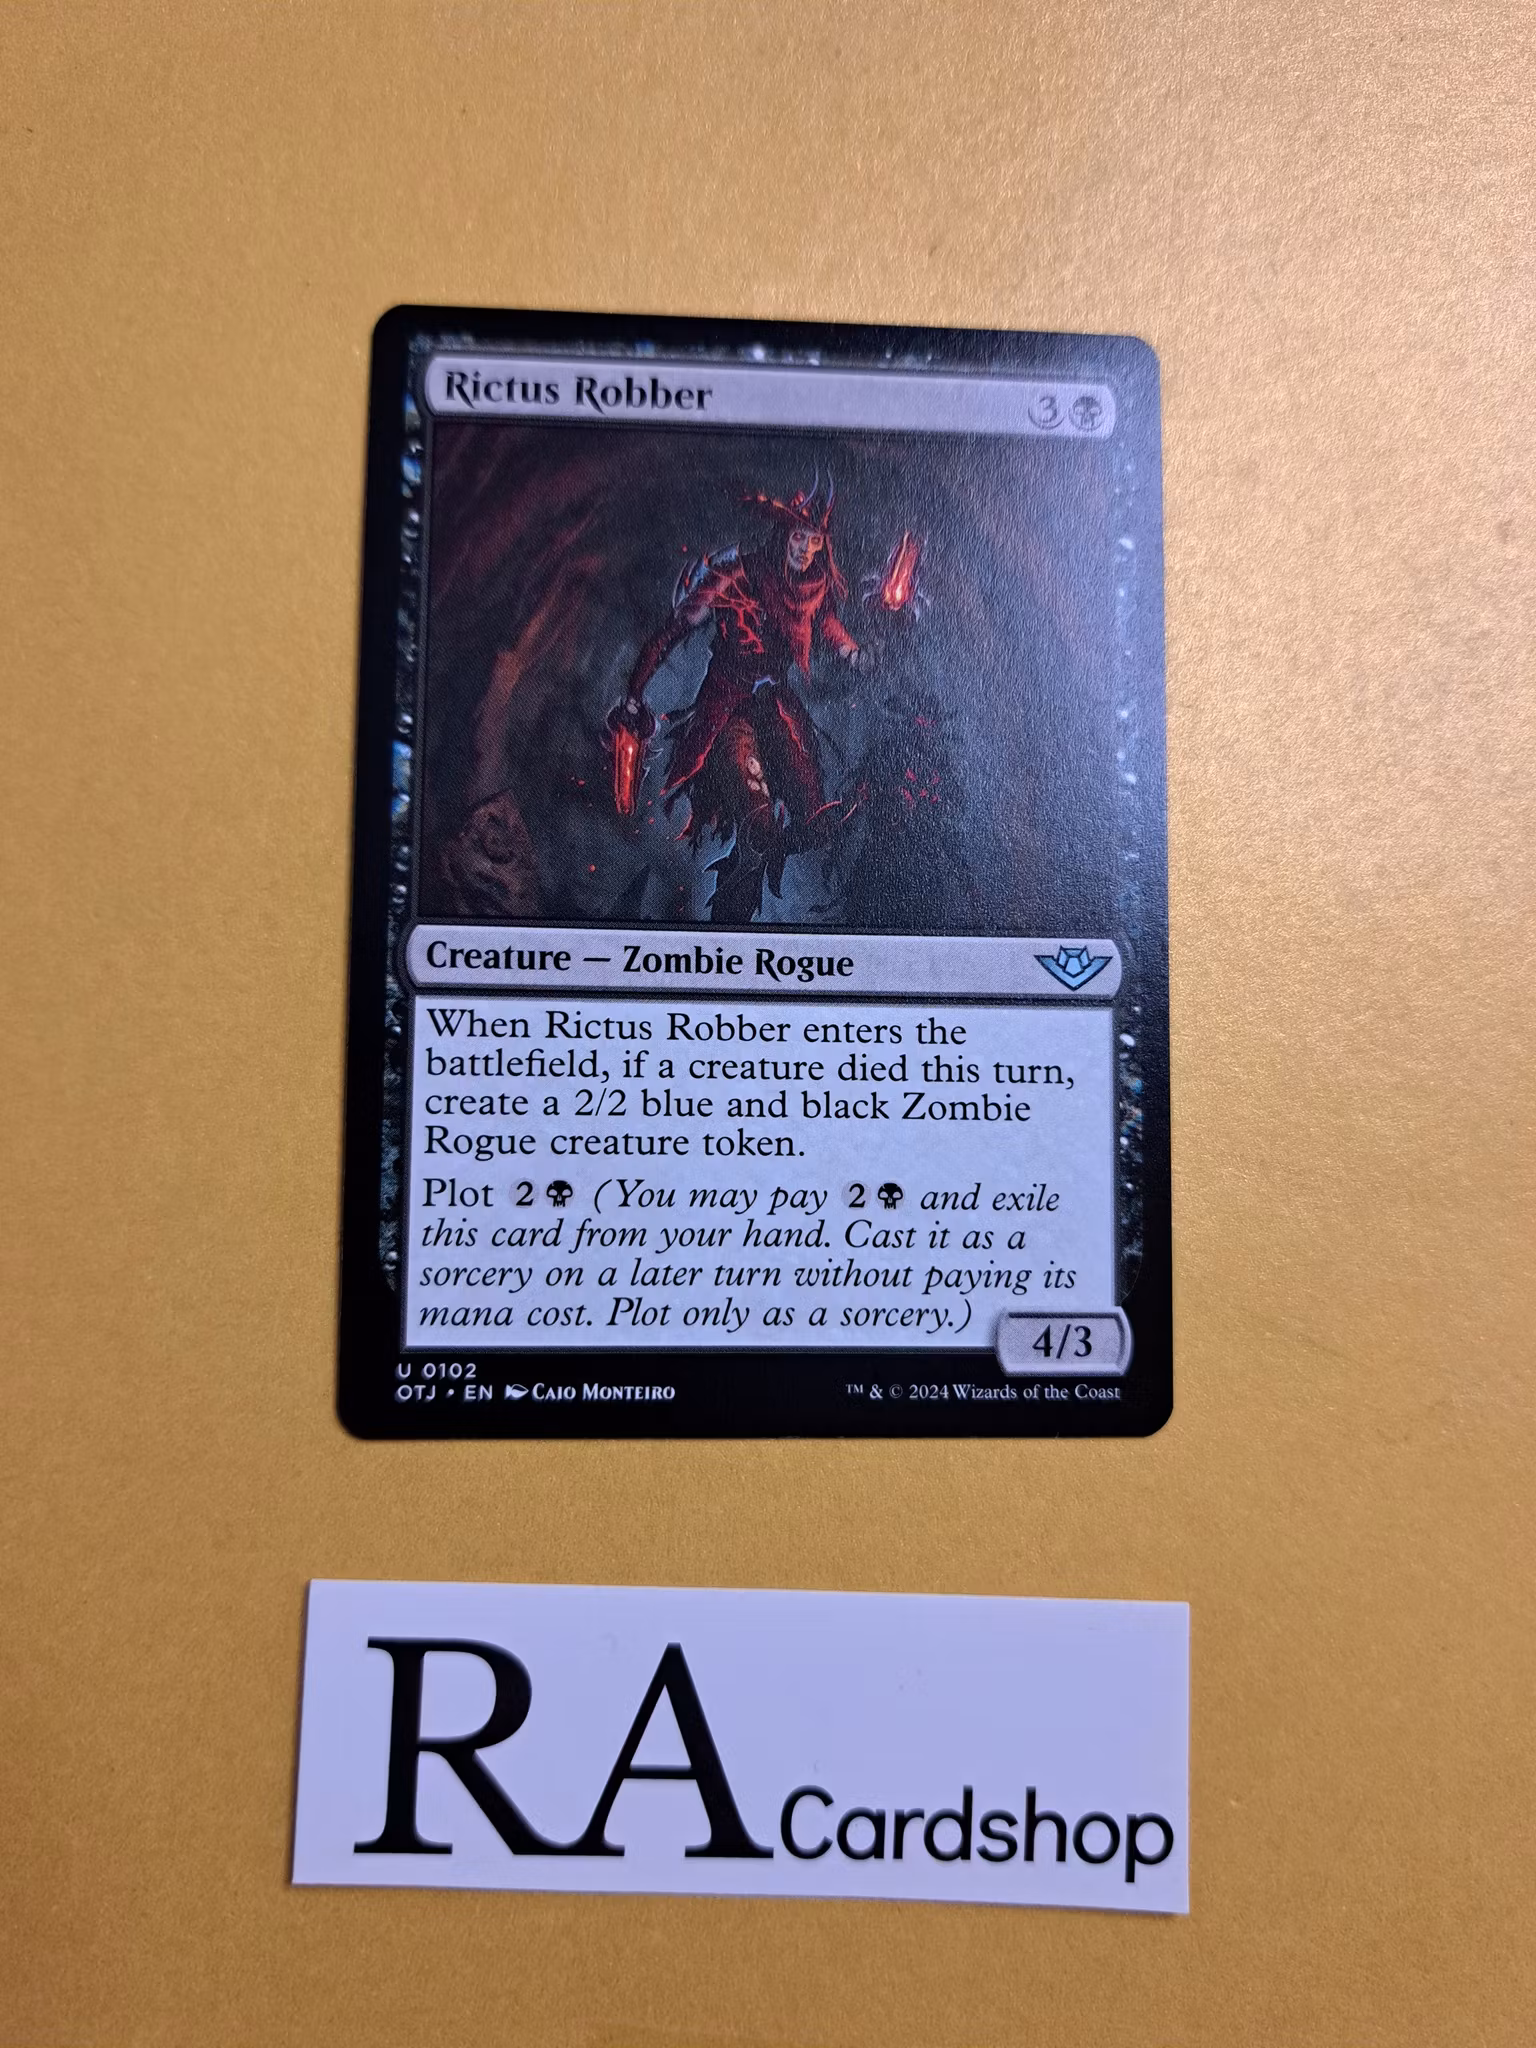 Rictus Robber 3
Creature — Zombie Rogue
When Rictus Robber enters the
battlefield, if a creature died this turn,
create a 2/2 blue and black Zombie
Rogue creature token.
Plot 2 (You may pay 2 and exile
this card from your hand. Cast it as a
sorcery on a later turn without paying its
mana cost. Plot only as a sorcery.)
4/3
U 0102
OTJ • EN CAIO MONTEIRO ™ & © 2024 Wizards of the Coast
RA Cardshop